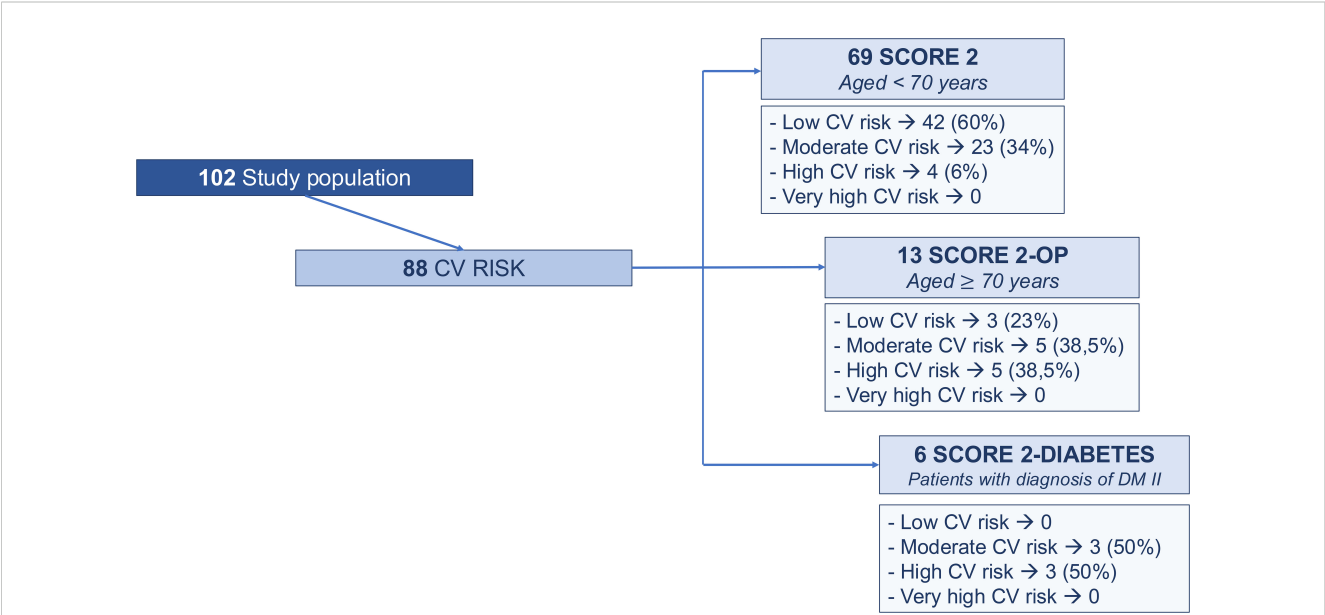 102 Study population
88 CV RISK
69 SCORE 2
Aged < 70 years
- Low CV risk → 42 (60%)
- Moderate CV risk → 23 (34%)
- High CV risk → 4 (6%)
- Very high CV risk → 0
13 SCORE 2-OP
Aged ≥ 70 years
- Low CV risk → 3 (23%)
- Moderate CV risk → 5 (38,5%)
- High CV risk → 5 (38,5%)
- Very high CV risk → 0
6 SCORE 2-DIABETES
Patients with diagnosis of DM II
- Low CV risk → 0
- Moderate CV risk → 3 (50%)
- High CV risk → 3 (50%)
- Very high CV risk → 0